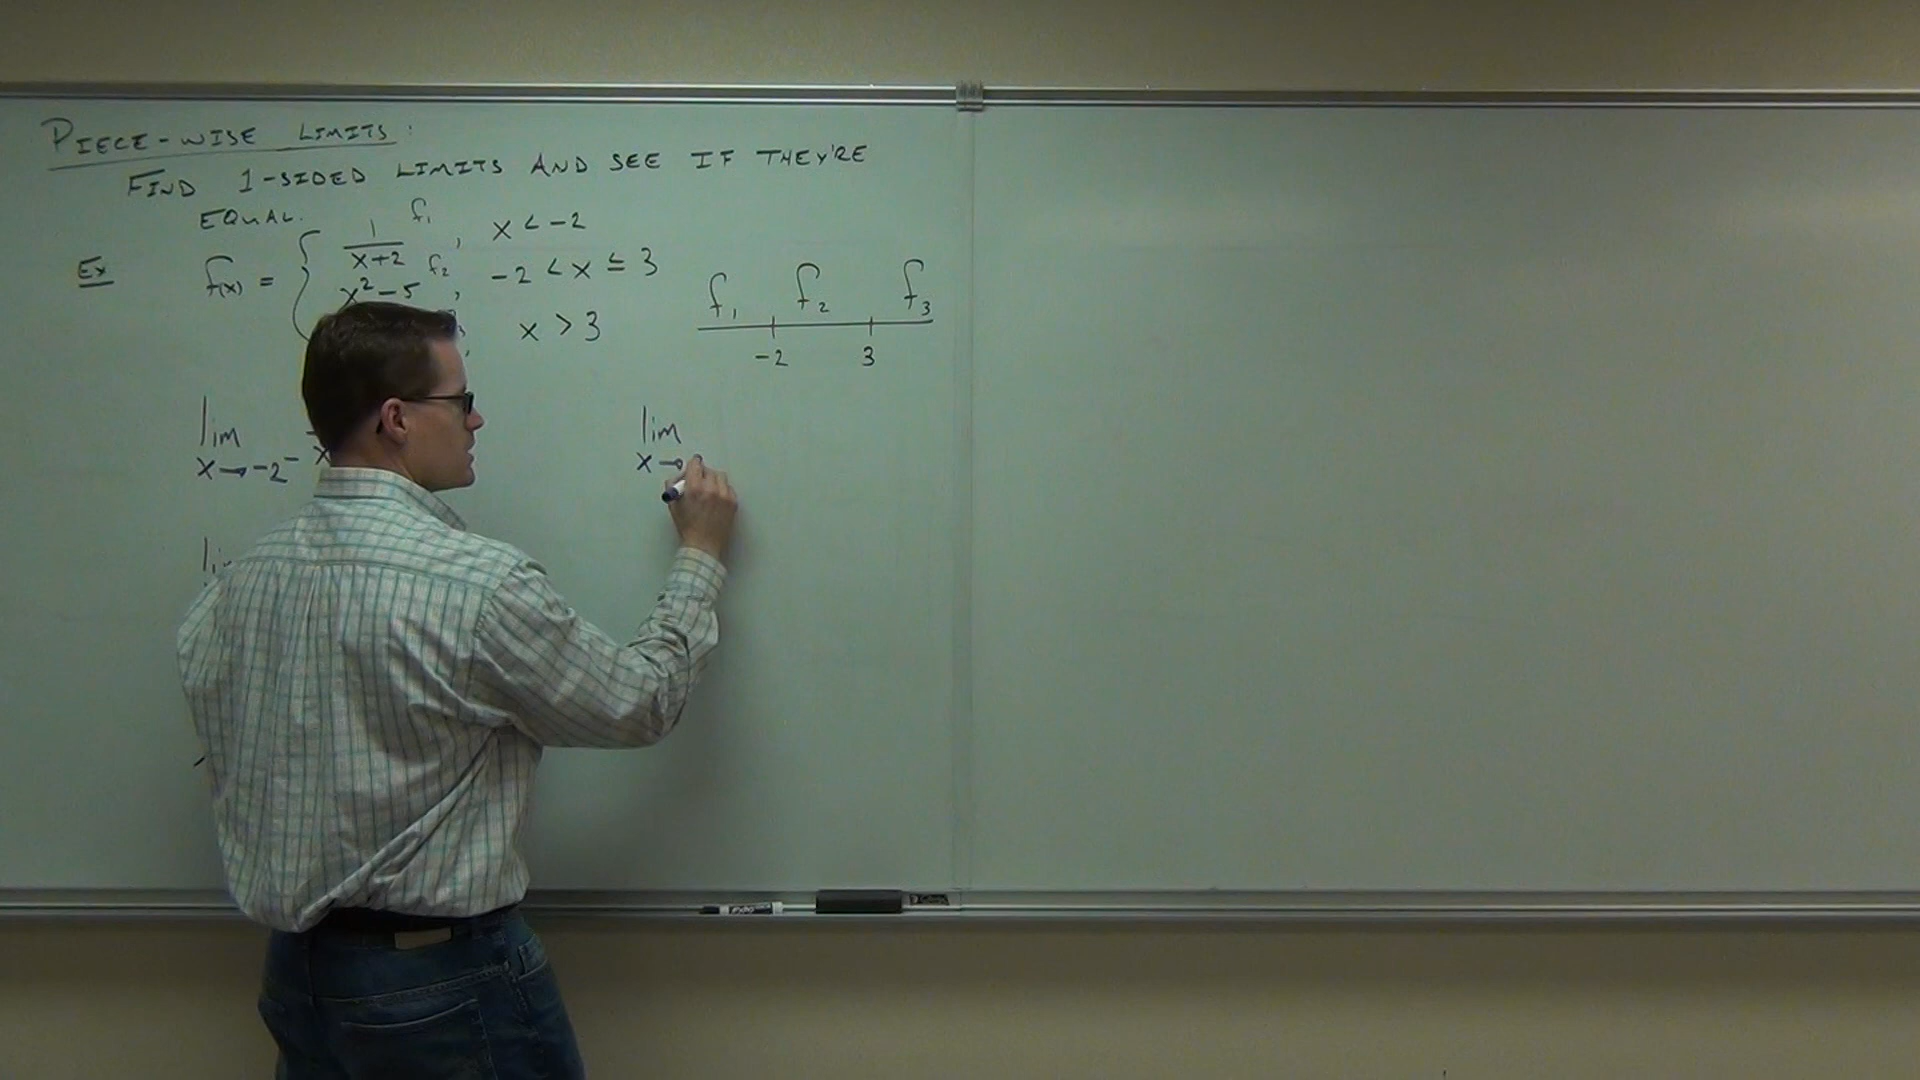 PIECE-WISE LIMITS:
FIND 1-SIDED LIMITS AND SEE IF THEY'RE
EQUAL.
Ex f(x) = { 1/(x+2), f₁ x < -2
x² - 5, f₂ -2 < x ≤ 3
x > 3
f₁ f₂ f₃
-2 3
lim x→-2⁻
lim x→